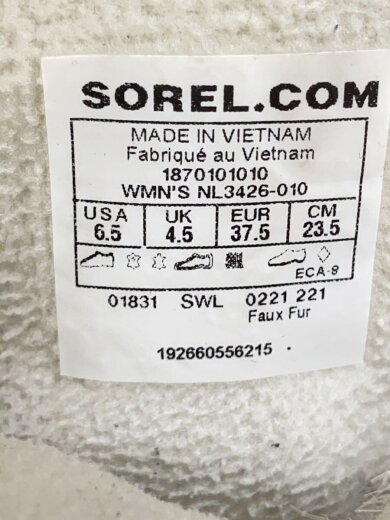 SOREL.COM
MADE IN VIETNAM
Fabriqué au Vietnam
1870101010
WMN'S NL3426-010
USA UK EUR CM
6.5 4.5 37.5 23.5
ECA-9
01831 SWL 0221 221
Faux Fur
192660556215